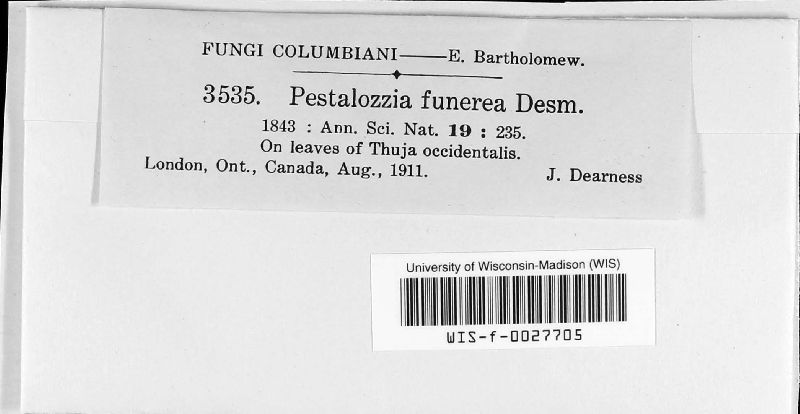 FUNGI COLUMBIANI——E. Bartholomew.
3535. Pestalozzia funerea Desm.
1843 : Ann. Sci. Nat. 19 : 235.
On leaves of Thuja occidentalis.
London, Ont., Canada, Aug., 1911. J. Dearness
University of Wisconsin-Madison (WIS)
WIS-f-0027705